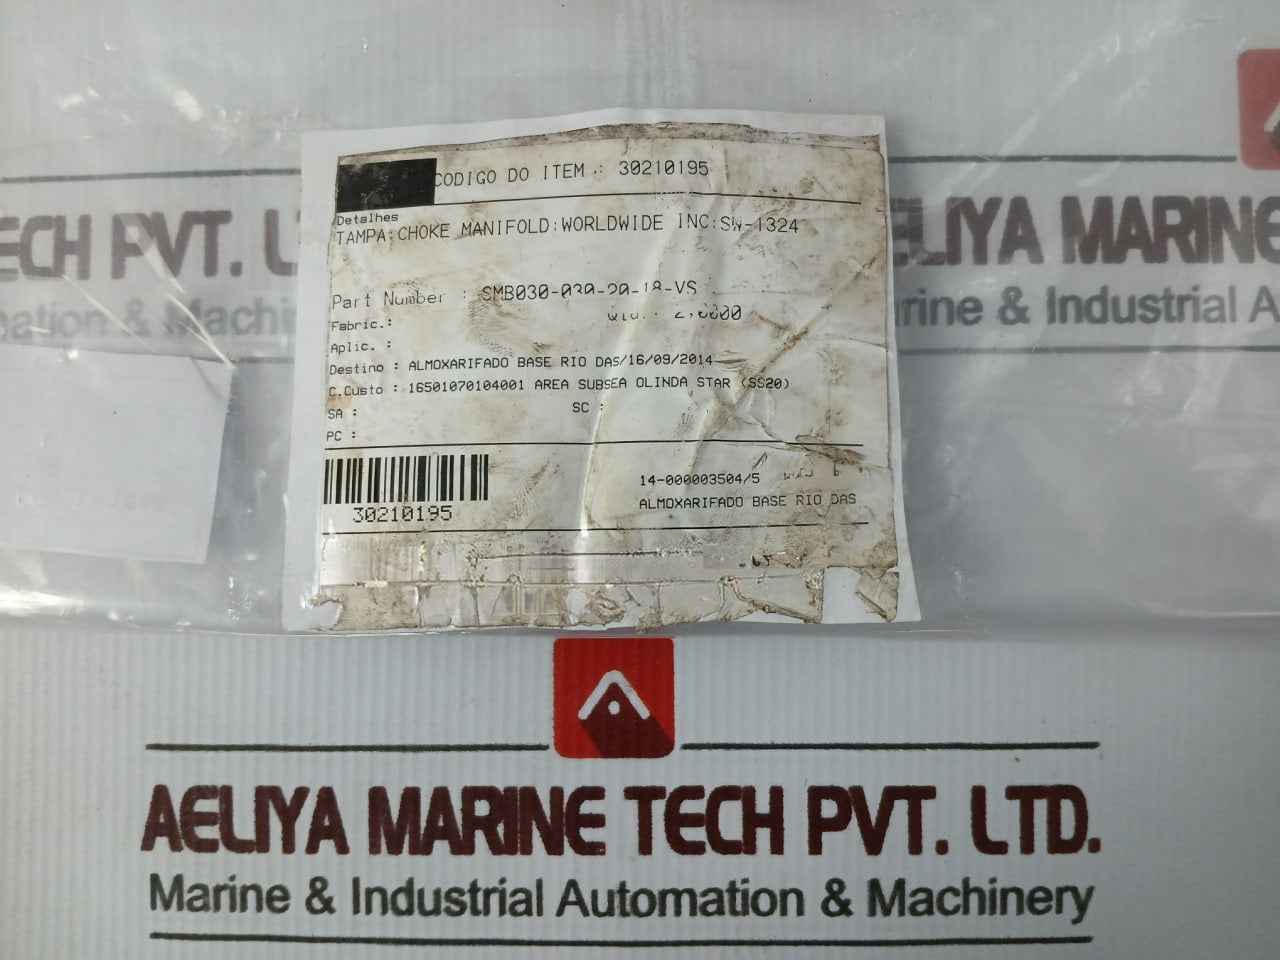 CODIGO DO ITEM : 30210195
Detalhes
TAMPA:CHOKE MANIFOLD:WORLDWIDE INC:SW-1324
Part Number : SMB030-030-20-18-VS
Fabric.: 2,0000
Aplic. :
Destino : ALMOXARIFADO BASE RIO DAS/16/09/2014
C.Custo : 16501070104001 AREA SUBSEA OLINDA STAR (SS20)
SA : SC :
PC :
14-000003504/5
30210195 ALMOXARIFADO BASE RIO DAS
ECH PVT. L
ation & Machi
ELIYA MARINE
rine & Industrial A
AELIYA MARINE TECH PVT. LTD.
Marine & Industrial Automation & Machinery